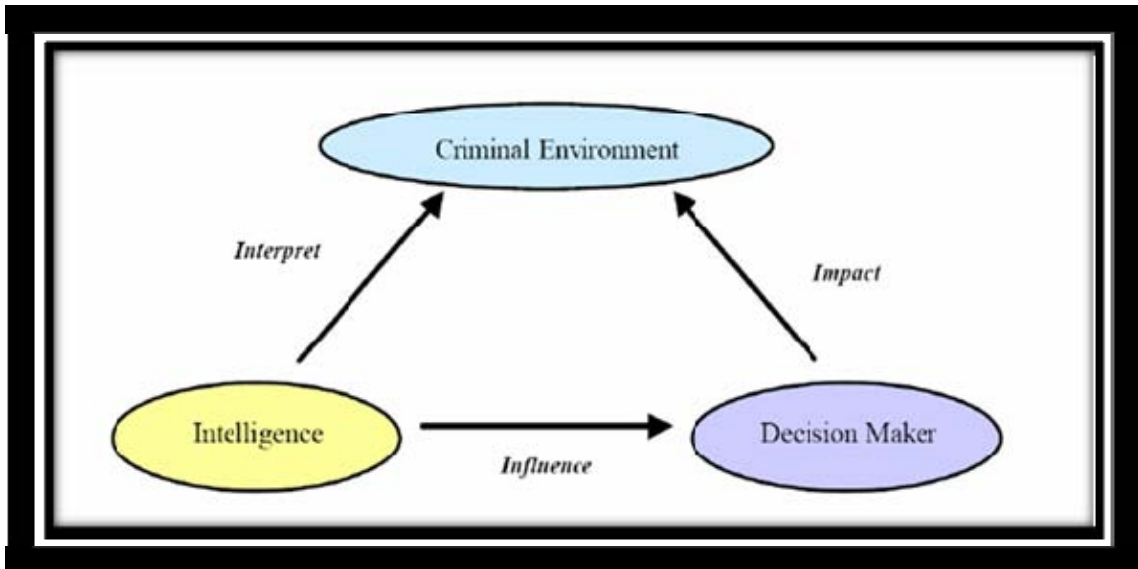 Criminal Environment
Interpret
Impact
Intelligence
Decision Maker
Influence